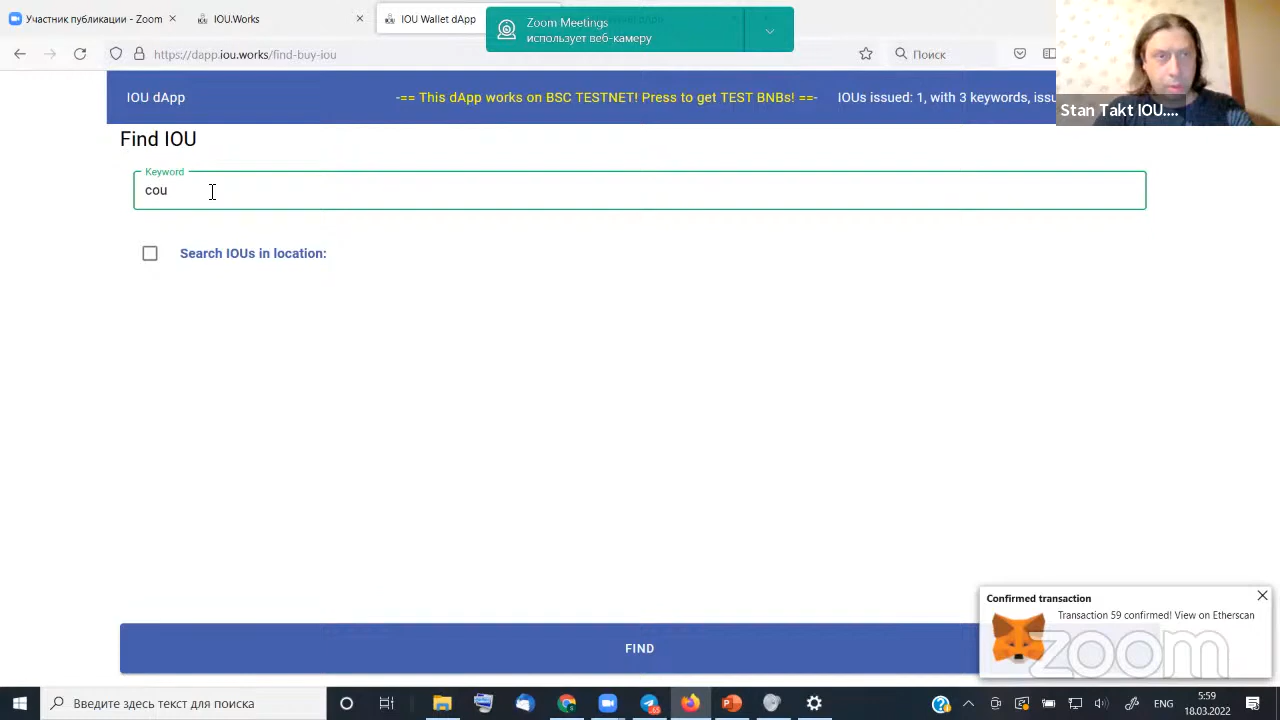 Участник публикации - Zoom
IOU.Works
IOU Wallet dApp
Zoom Meetings
использует веб-камеру
https://dapp.iou.works/find-buy-iou
Поиск
IOU dApp
-== This dApp works on BSC TESTNET! Press to get TEST BNBs! ==-
IOUs issued: 1, with 3 keywords, issu
Stan Takt IOU....
Find IOU
Keyword
cou
Search IOUs in location:
Confirmed transaction
Transaction 59 confirmed! View on Etherscan
zoom
FIND
Введите здесь текст для поиска
ENG
5:59
18.03.2022